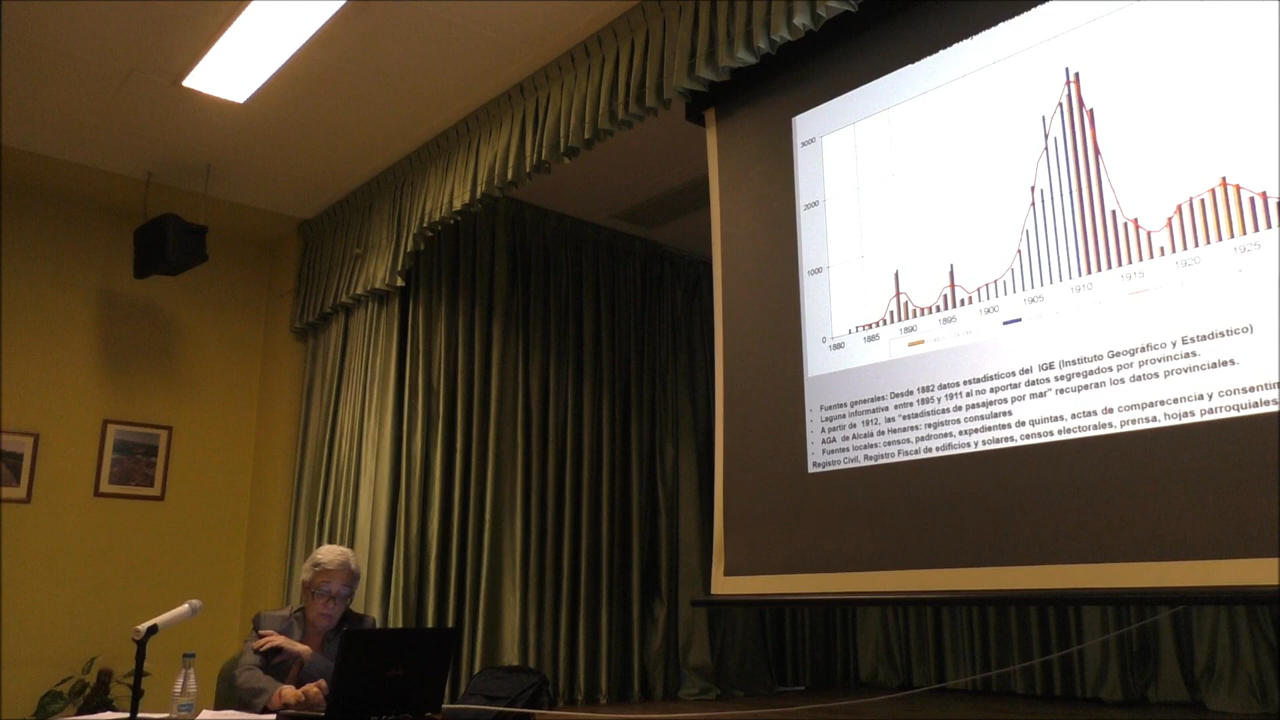 3000
2000
1000
0
1880 1885 1890 1895 1900 1905 1910 1915 1920 1925
· Fuentes generales: Desde 1882 datos estadísticos del IGE (Instituto Geográfico y Estadístico)
· Laguna informativa entre 1895 y 1911 al no aportar datos segregados por provincias.
· A partir de 1912, las "estadísticas de pasajeros por mar" recuperan los datos provinciales.
· AGA de Alcalá de Henares: registros consulares
· Fuentes locales: censos, padrones, expedientes de quintas, actas de comparecencia y consentin
Registro Civil, Registro Fiscal de edificios y solares, censos electorales, prensa, hojas parroquiales